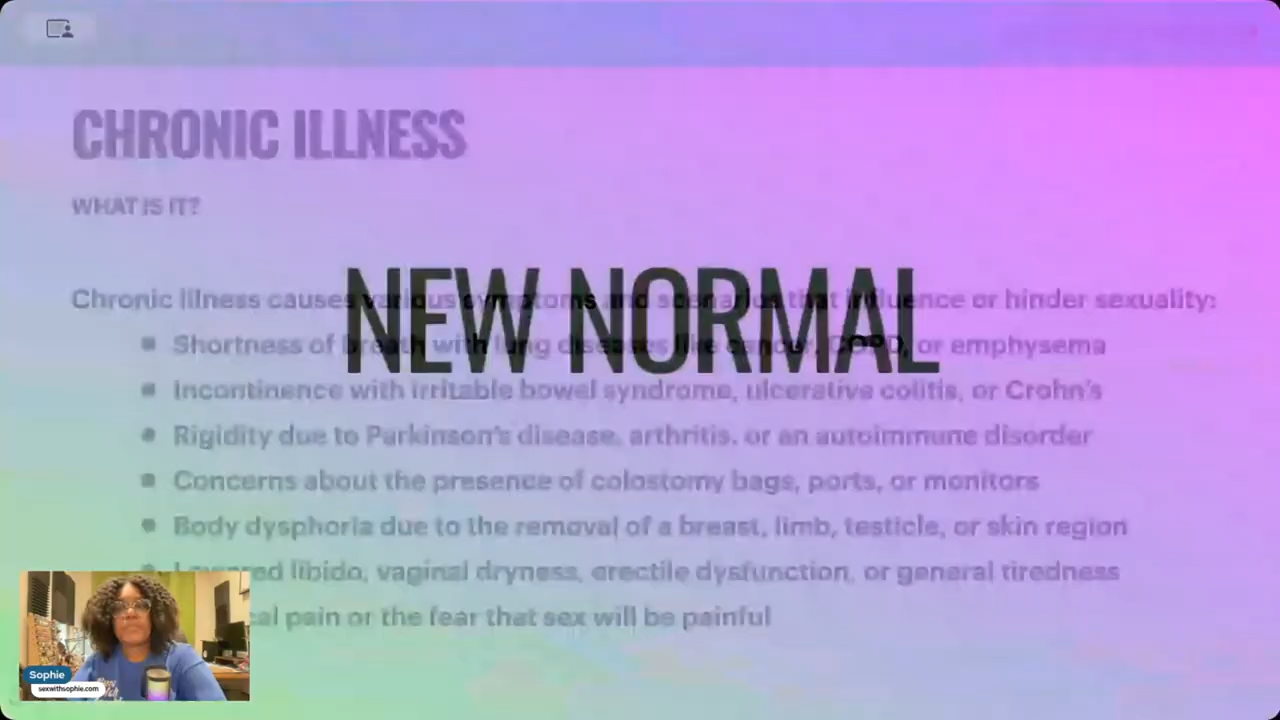 CHRONIC ILLNESS
WHAT IS IT?
NEW NORMAL
Chronic illness causes various symptoms and scenarios that influence or hinder sexuality:
Shortness of breath with lung diseases like cancer, COPD, or emphysema
Incontinence with irritable bowel syndrome, ulcerative colitis, or Crohn's
Rigidity due to Parkinson's disease, arthritis, or an autoimmune disorder
Concerns about the presence of colostomy bags, ports, or monitors
Body dysphoria due to the removal of a breast, limb, testicle, or skin region
Lowered libido, vaginal dryness, erectile dysfunction, or general tiredness
pain or the fear that sex will be painful
Sophie
sexwithsophie.com